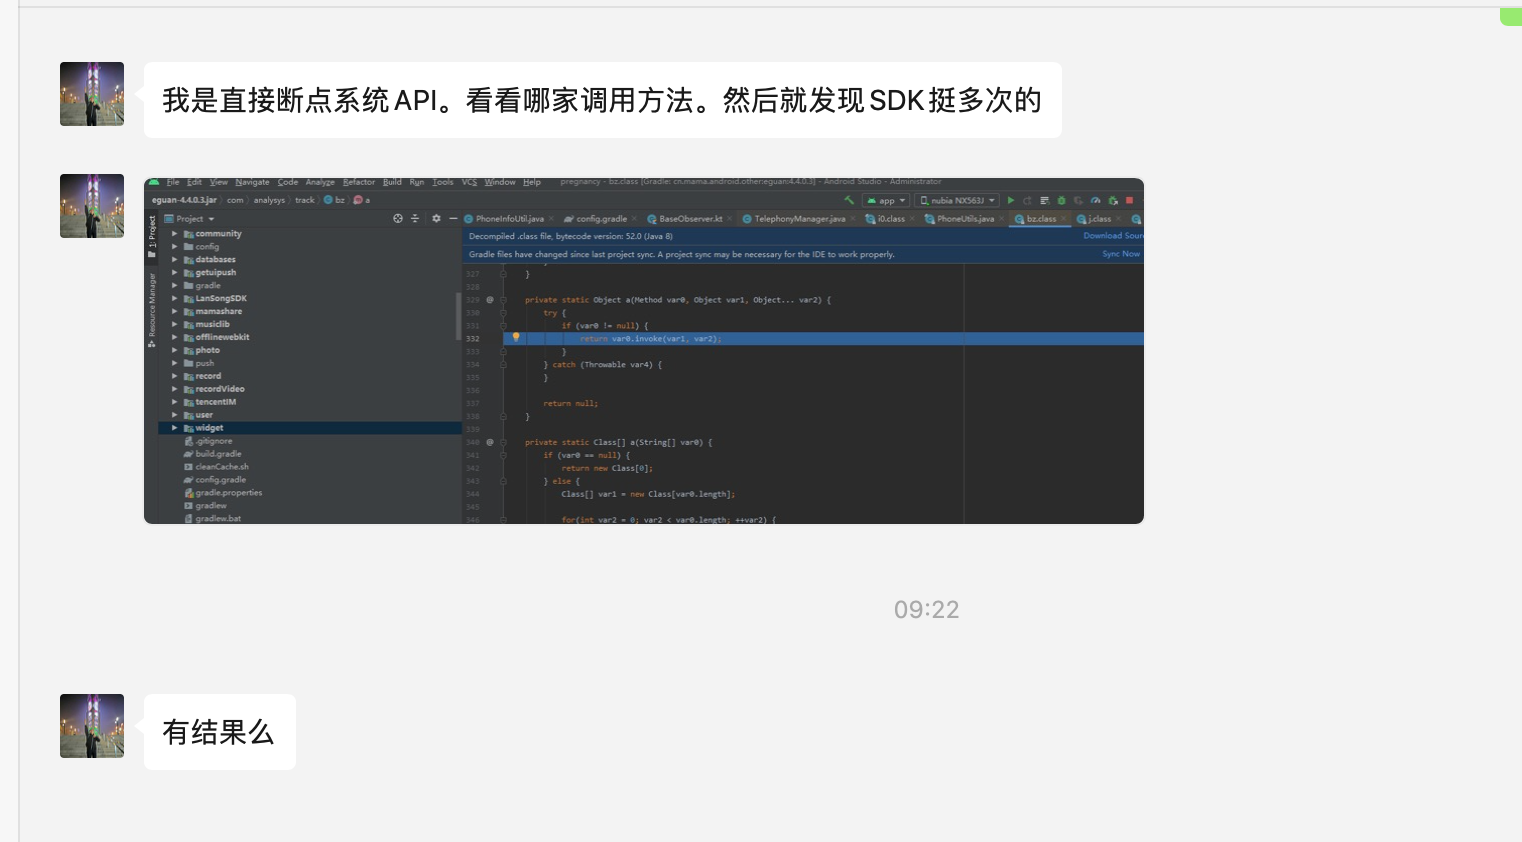 我是直接断点系统API。看看哪家调用方法。然后就发现SDK挺多次的
File Edit View Navigate Code Analyze Refactor Build Run Tools VCS Window Help pregnancy - bz.class [Gradle: cn.mama.android.other:eguan:4.4.0.3] - Android Studio - Administrator
eguan-4.4.0.3.jar com analysys track bz a app nubia NX563J
Project PhoneInfoUtil.java config.gradle BaseObserver.kt TelephonyManager.java i0.class PhoneUtils.java bz.class j.class
1: Project
Resource Manager
community
config
databases
getuipush
gradle
LanSongSDK
mamashare
musiclib
offlinewebkit
photo
push
record
recordVideo
tencentIM
user
widget
.gitignore
build.gradle
cleanCache.sh
config.gradle
gradle.properties
gradlew
gradlew.bat
Decompiled .class file, bytecode version: 52.0 (Java 8) Download Sour
Gradle files have changed since last project sync. A project sync may be necessary for the IDE to work properly. Sync Now
327 }
328
329 @ private static Object a(Method var0, Object var1, Object... var2) {
330 try {
331 if (var0 != null) {
332 return var0.invoke(var1, var2);
333 }
334 } catch (Throwable var4) {
335 }
336
337 return null;
338 }
339
340 @ private static Class[] a(String[] var0) {
341 if (var0 == null) {
342 return new Class[0];
343 } else {
344 Class[] var1 = new Class[var0.length];
345
346 for(int var2 = 0; var2 < var0.length; ++var2) {
09:22
有结果么